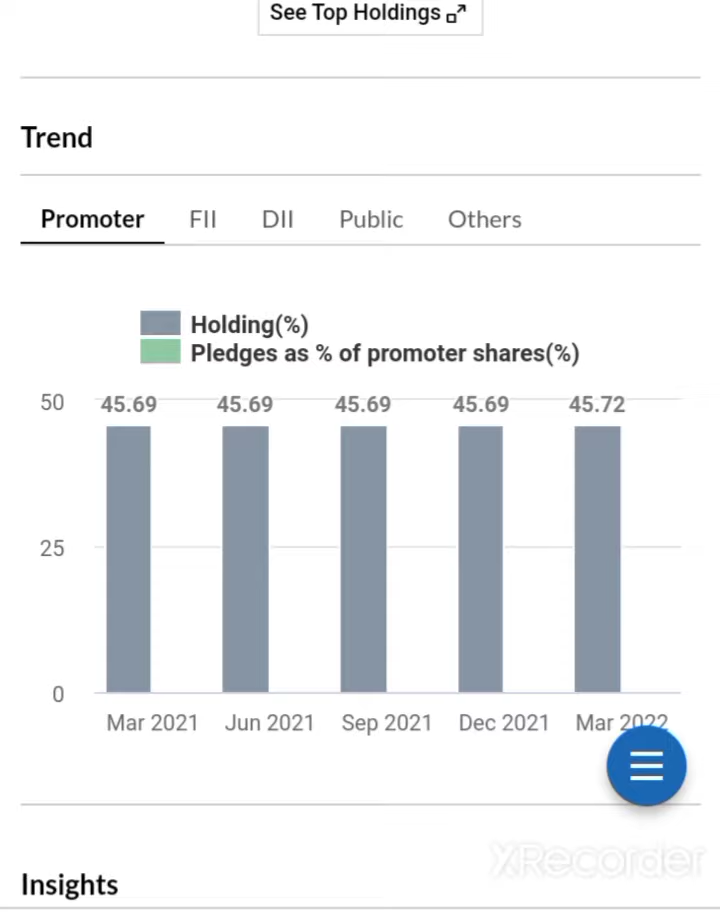 See Top Holdings
Trend
Promoter FII DII Public Others
Holding(%)
Pledges as % of promoter shares(%)
50 45.69 45.69 45.69 45.69 45.72
25
0
Mar 2021 Jun 2021 Sep 2021 Dec 2021 Mar 2022
XRecorder
Insights